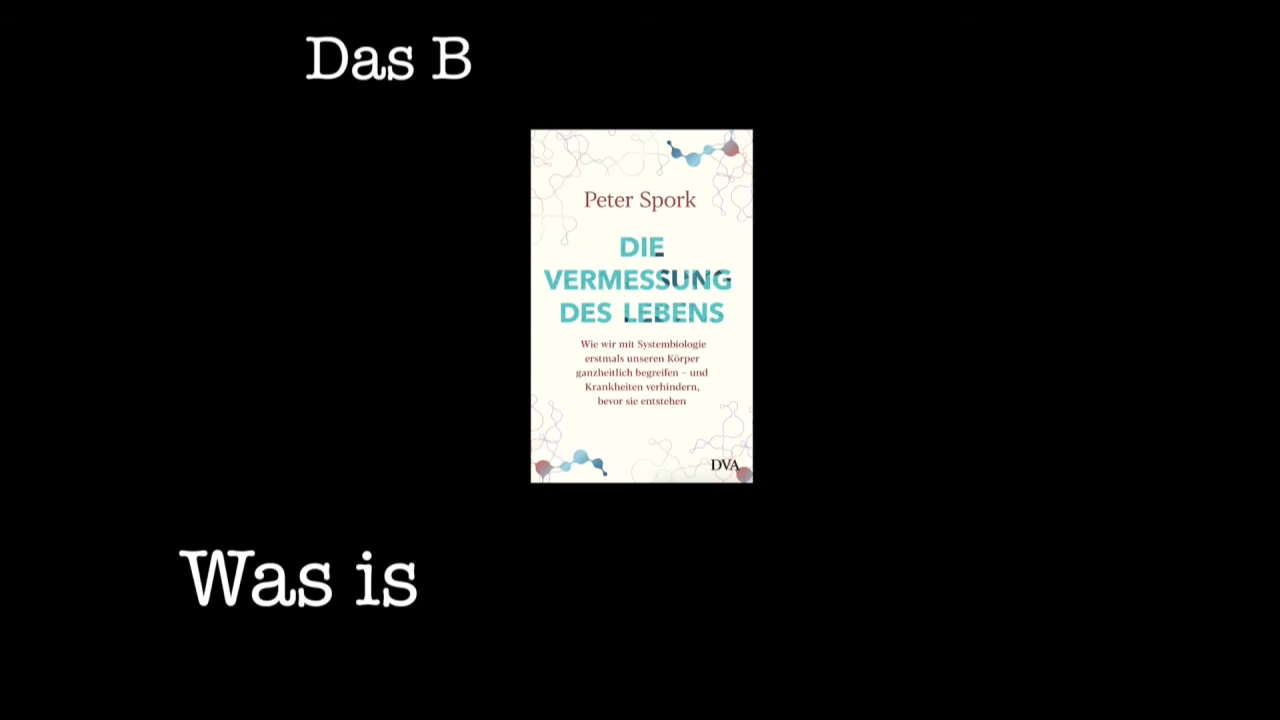 Das B
Peter Spork
DIE
VERMESSUNG
DES LEBENS
Wie wir mit Systembiologie
erstmals unseren Körper
ganzheitlich begreifen – und
Krankheiten verhindern,
bevor sie entstehen
DVA
Was is